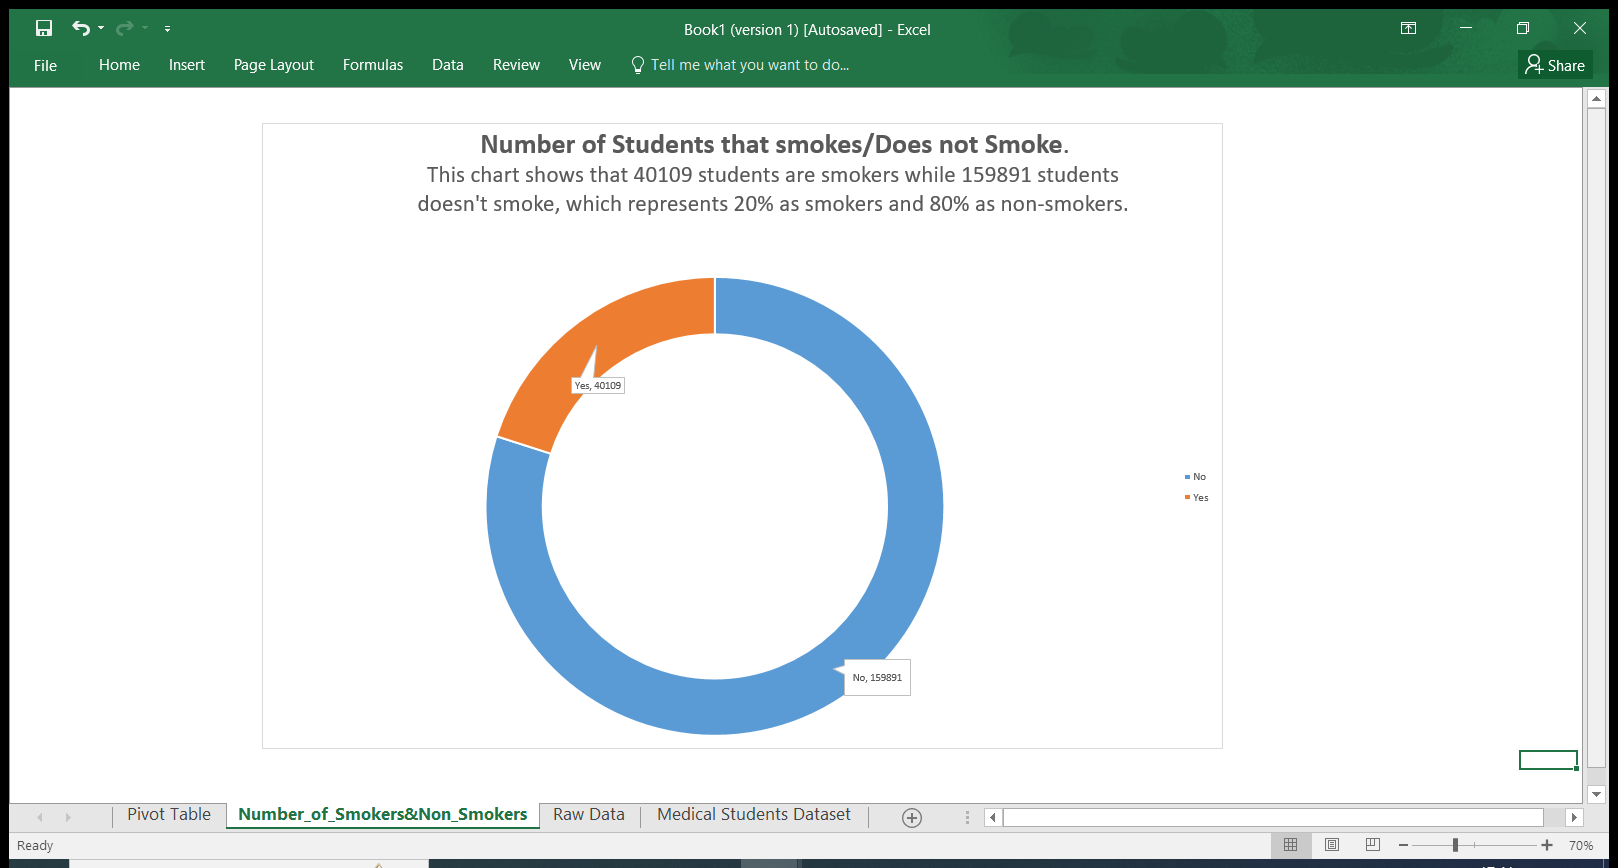 Book1 (version 1) [Autosaved] - Excel
File Home Insert Page Layout Formulas Data Review View Tell me what you want to do... Share
Number of Students that smokes/Does not Smoke.
This chart shows that 40109 students are smokers while 159891 students
doesn't smoke, which represents 20% as smokers and 80% as non-smokers.
Yes, 40109
No
Yes
No, 159891
Pivot Table Number_of_Smokers&Non_Smokers Raw Data Medical Students Dataset
Ready 70%